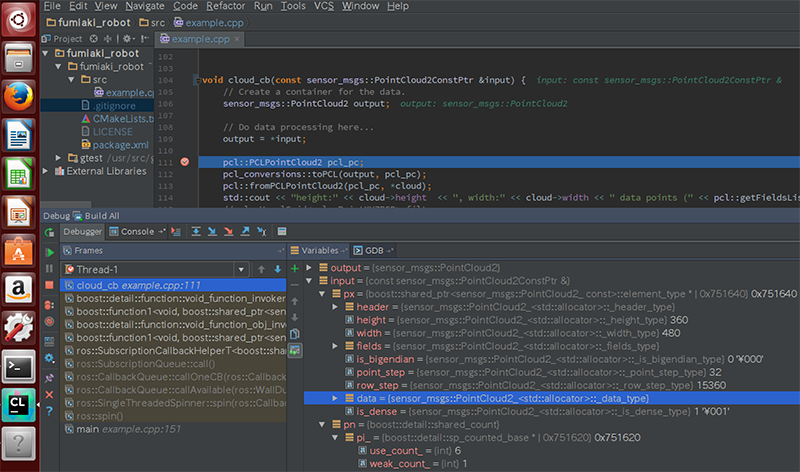 File Edit View Navigate Code Refactor Run Tools VCS Window Help
fumiaki_robot src example.cpp
Project example.cpp
fumiaki_robot
fumiaki_robot
src
example.cp
.gitignore
CMakeLists.t
LICENSE
package.xml
gtest /usr/src/g
External Libraries
102
103
104 void cloud_cb(const sensor_msgs::PointCloud2ConstPtr &input) { input: const sensor_msgs::PointCloud2ConstPtr &
105 // Create a container for the data.
106 sensor_msgs::PointCloud2 output; output: sensor_msgs::PointCloud2
107
108 // Do data processing here...
109 output = *input;
110
111 pcl::PCLPointCloud2 pcl_pc;
112 pcl_conversions::toPCL(output, pcl_pc);
113 pcl::fromPCLPointCloud2(pcl_pc, *cloud);
114 std::cout << "height:" << cloud->height << ", width:" << cloud->width << " data points (" << pcl::getFieldsLis
Debug Build All
Debugger Console
Frames
Thread-1
cloud_cb example.cpp:111
boost::detail::function::void_function_invoker
boost::function1<void, boost::shared_ptr<sen
boost::detail::function::void_function_obj_inv
boost::function1<void, boost::shared_ptr<sen
ros::SubscriptionCallbackHelperT<boost::shar
ros::SubscriptionQueue::call()
ros::CallbackQueue::callOneCB(ros::Callback
ros::CallbackQueue::callAvailable(ros::WallDu
ros::SingleThreadedSpinner::spin(ros::Callba
ros::spin()
main example.cpp:151
Variables GDB
output = {sensor_msgs::PointCloud2}
input = {const sensor_msgs::PointCloud2ConstPtr &}
px = {boost::shared_ptr<sensor_msgs::PointCloud2_ const>::element_type * | 0x751640} 0x751640
header = {sensor_msgs::PointCloud2_<std::allocator>::_header_type}
height = {sensor_msgs::PointCloud2_<std::allocator>::_height_type} 360
width = {sensor_msgs::PointCloud2_<std::allocator>::_width_type} 480
fields = {sensor_msgs::PointCloud2_<std::allocator>::_fields_type}
is_bigendian = {sensor_msgs::PointCloud2_<std::allocator>::_is_bigendian_type} 0 '¥000'
point_step = {sensor_msgs::PointCloud2_<std::allocator>::_point_step_type} 32
row_step = {sensor_msgs::PointCloud2_<std::allocator>::_row_step_type} 15360
data = {sensor_msgs::PointCloud2_<std::allocator>::_data_type}
is_dense = {sensor_msgs::PointCloud2_<std::allocator>::_is_dense_type} 1 '¥001'
pn = {boost::detail::shared_count}
pi_ = {boost::detail::sp_counted_base * | 0x751620} 0x751620
use_count_ = {int} 6
weak_count_ = {int} 1
CL